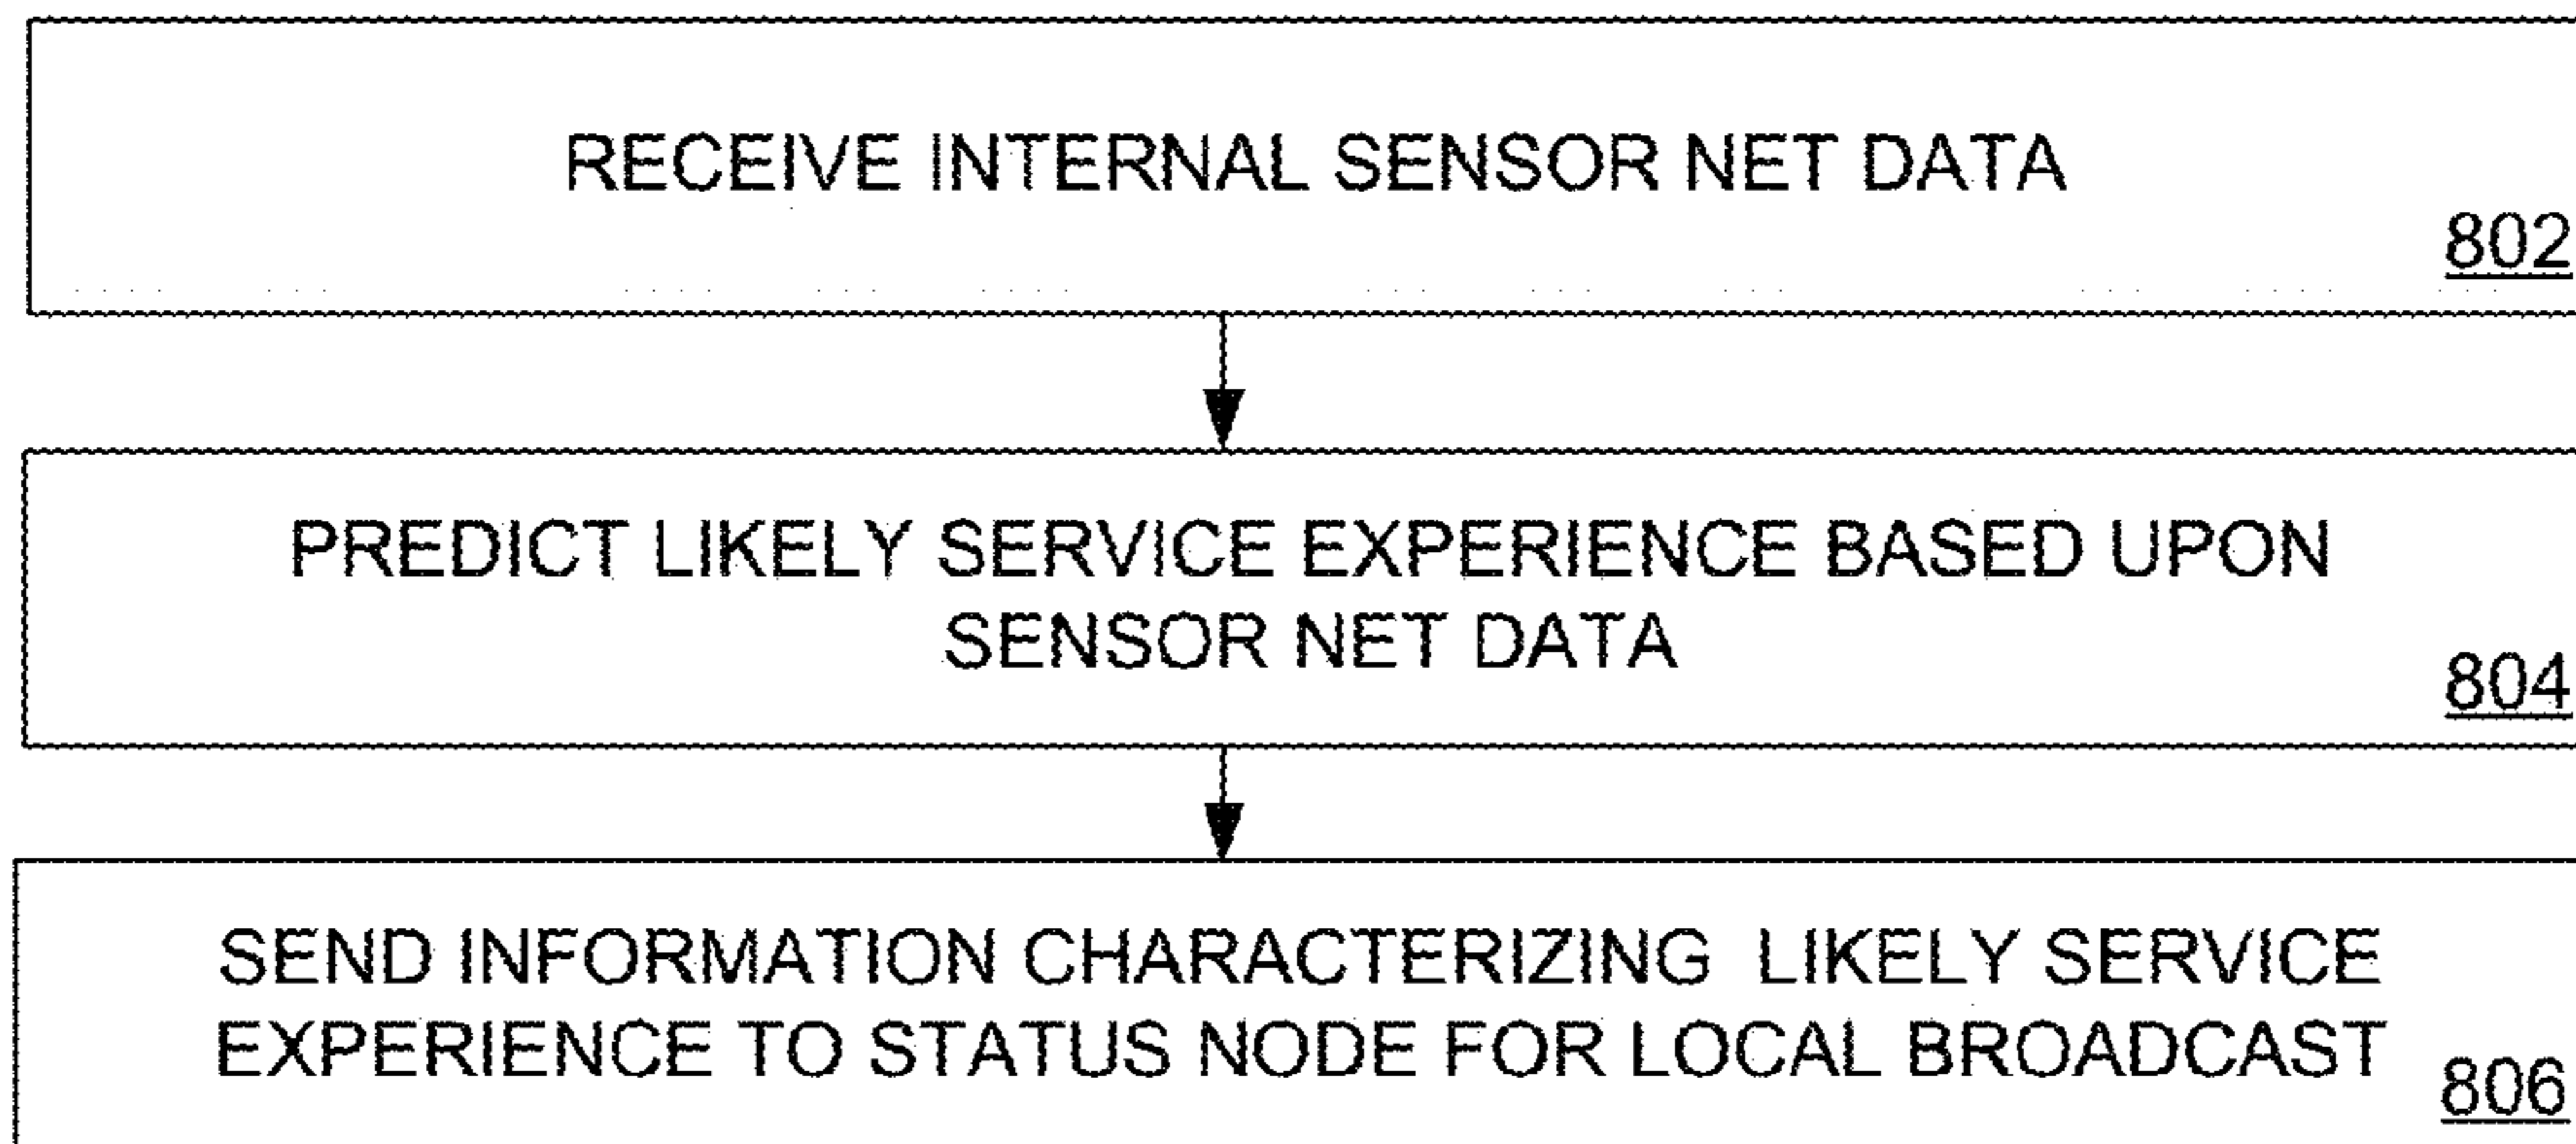 RECEIVE INTERNAL SENSOR NET DATA
802
PREDICT LIKELY SERVICE EXPERIENCE BASED UPON
SENSOR NET DATA
804
SEND INFORMATION CHARACTERIZING LIKELY SERVICE
EXPERIENCE TO STATUS NODE FOR LOCAL BROADCAST
806